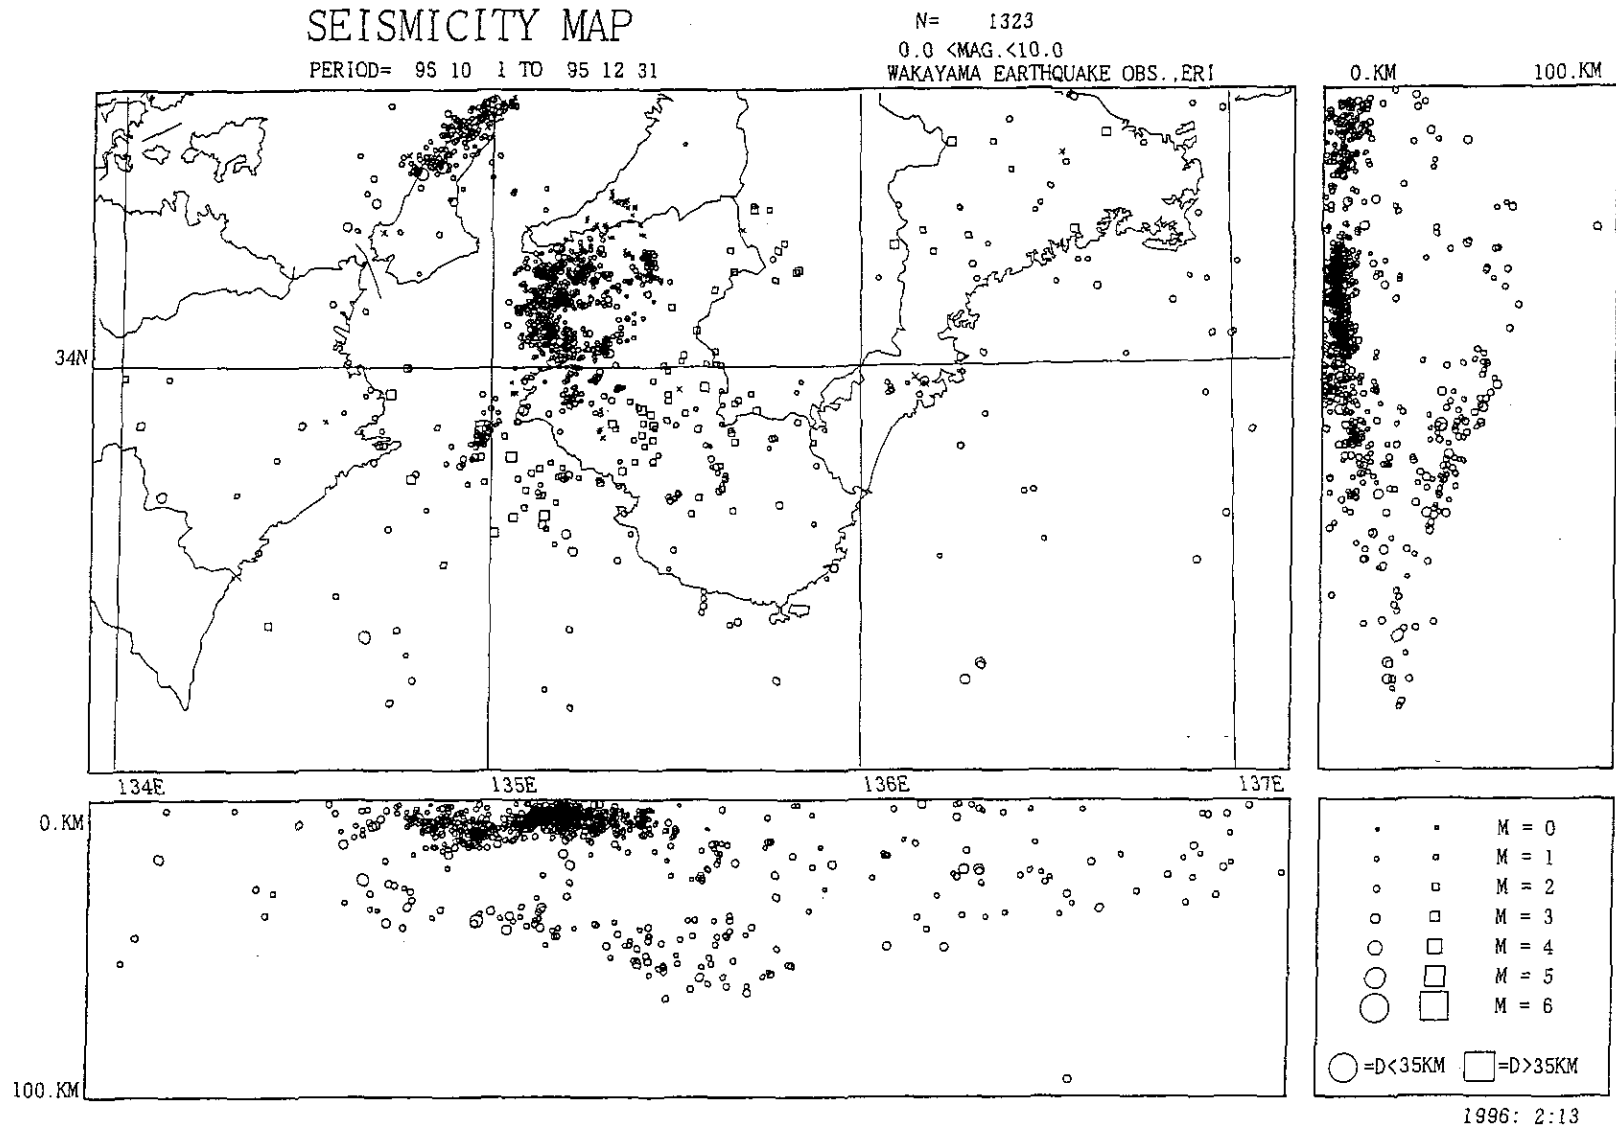 SEISMICITY MAP
N= 1323
0.0 <MAG.<10.0
PERIOD= 95 10 1 TO 95 12 31
WAKAYAMA EARTHQUAKE OBS.,ERI
0.KM 100.KM
34N
134E 135E 136E 137E
0.KM
100.KM
M = 0
M = 1
M = 2
M = 3
M = 4
M = 5
M = 6
=D<35KM =D>35KM
1996: 2:13